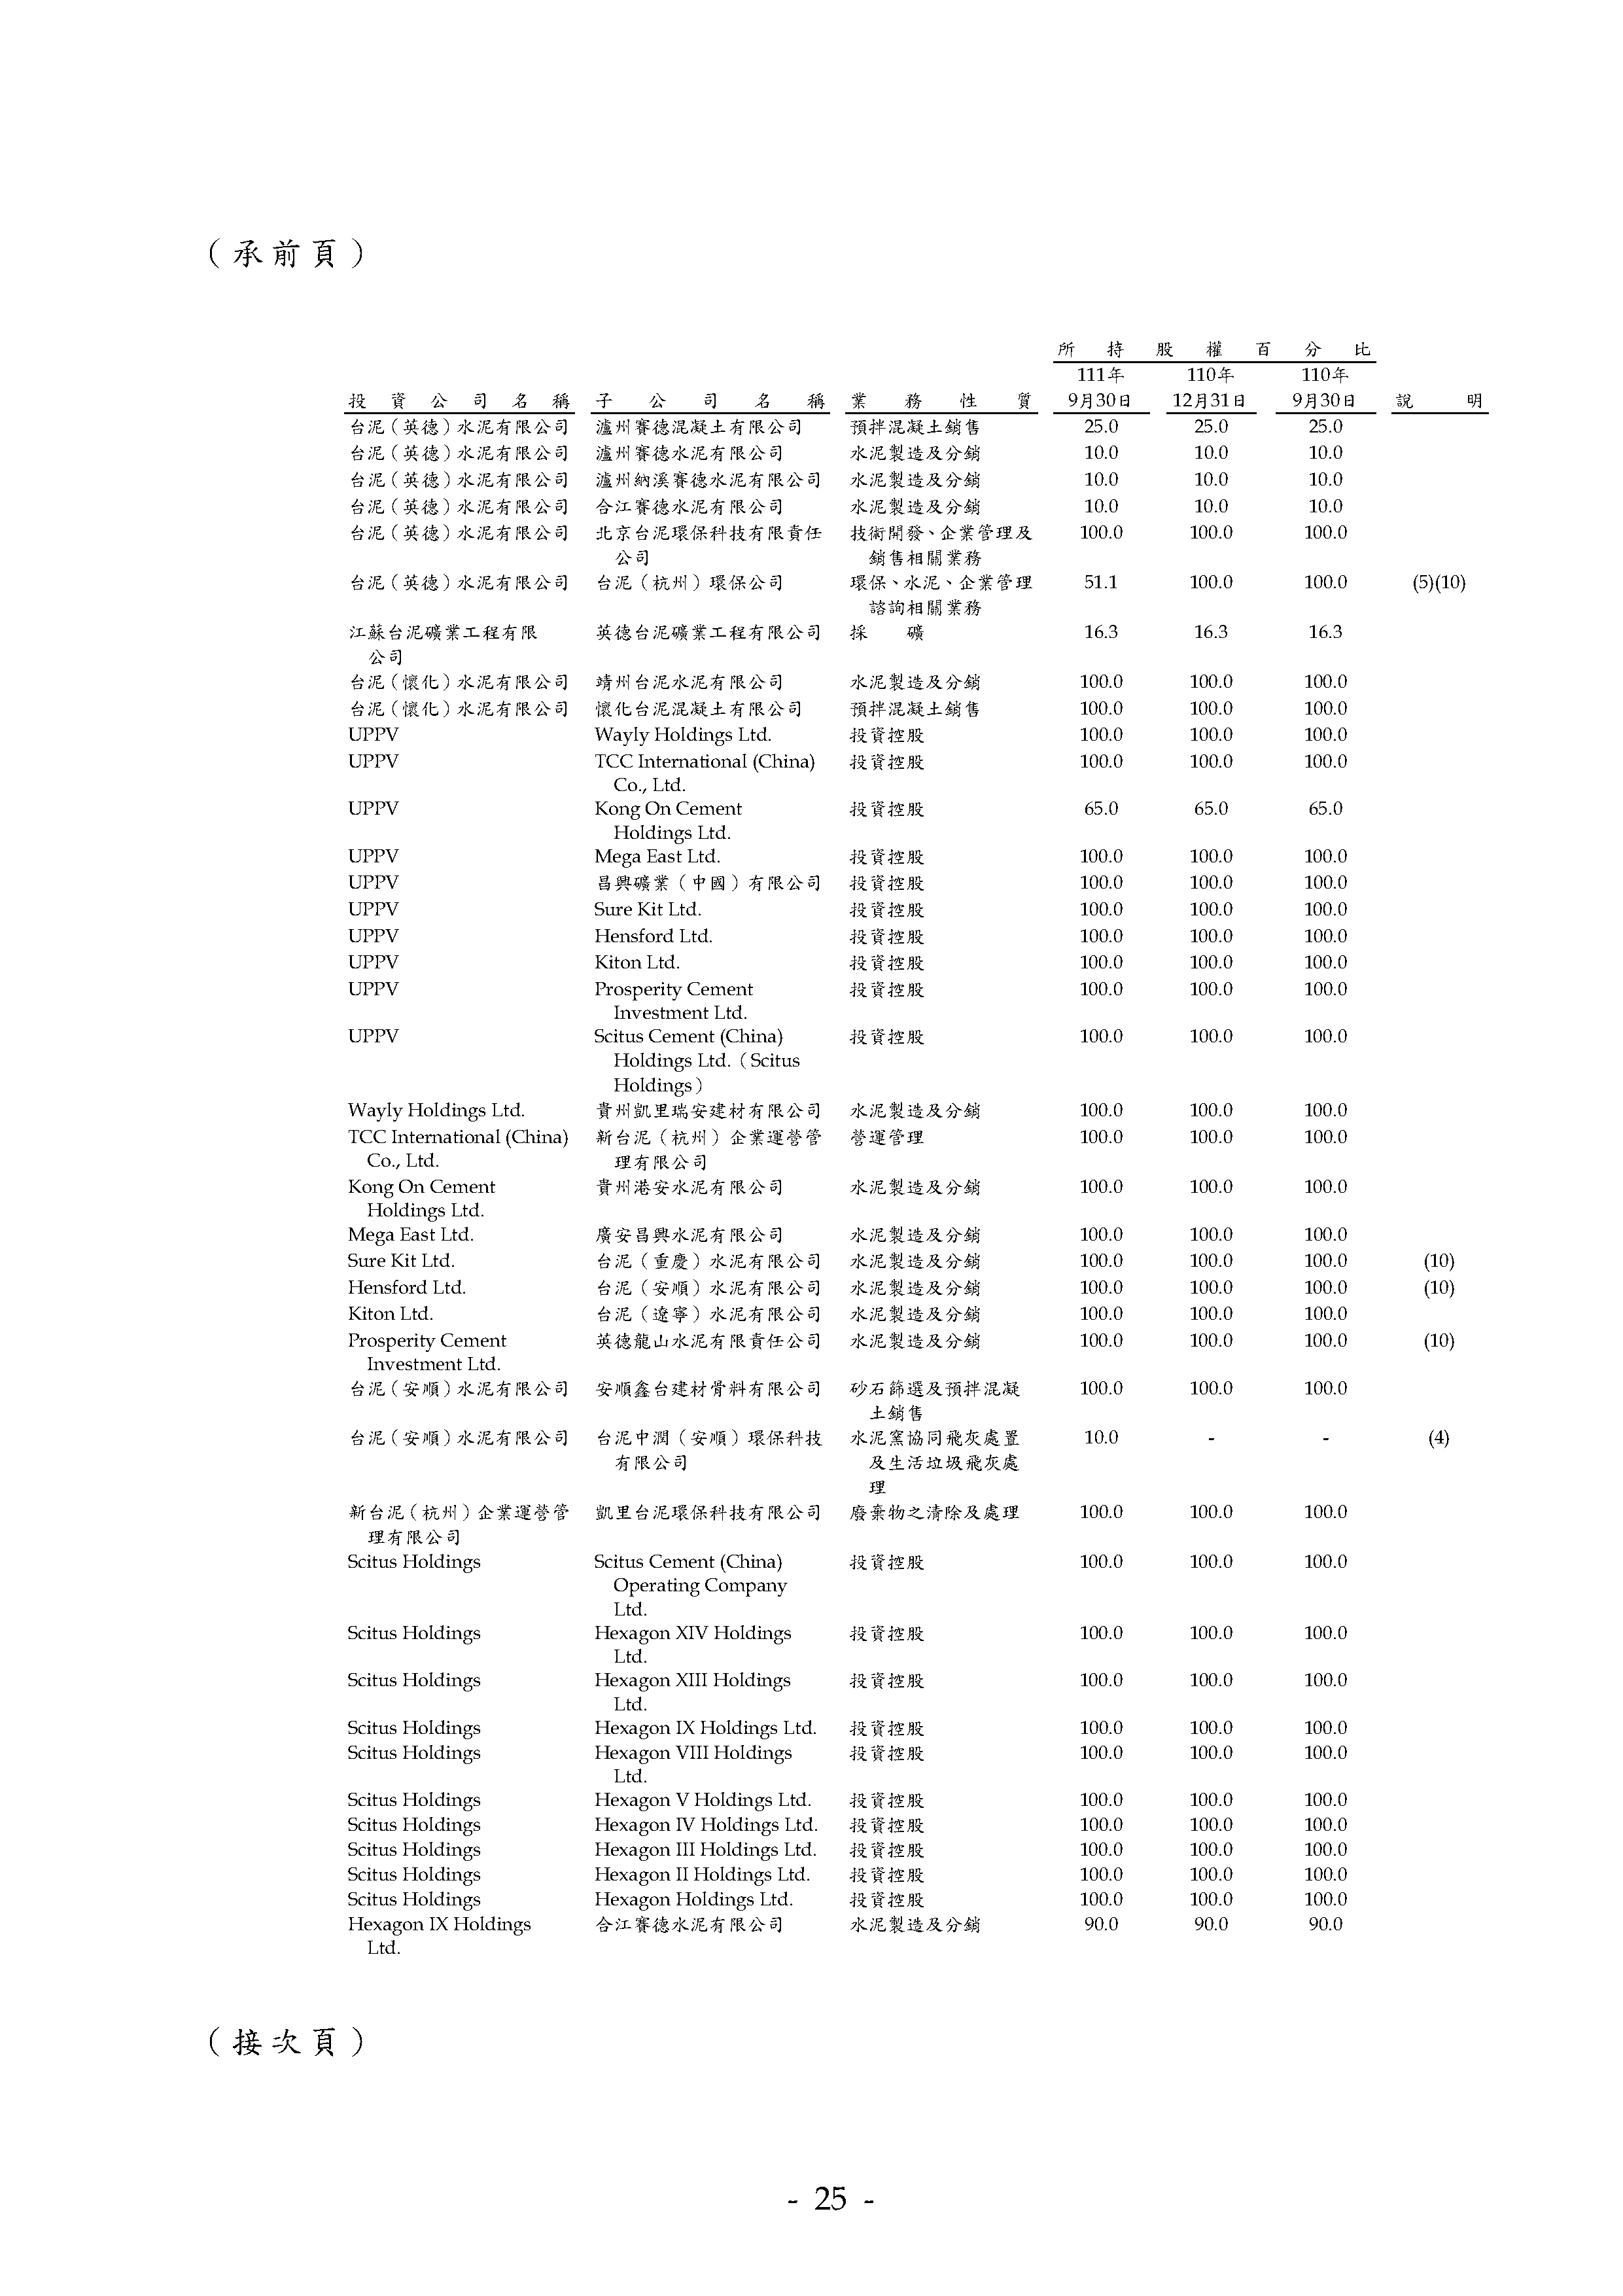 （承前頁）
所持股權百分比
111年 110年 110年
投資公司名稱 子公司名稱 業務性質 9月30日 12月31日 9月30日 說明
台泥（英德）水泥有限公司 瀘州賽德混凝土有限公司 預拌混凝土銷售 25.0 25.0 25.0
台泥（英德）水泥有限公司 瀘州賽德水泥有限公司 水泥製造及分銷 10.0 10.0 10.0
台泥（英德）水泥有限公司 瀘州納溪賽德水泥有限公司 水泥製造及分銷 10.0 10.0 10.0
台泥（英德）水泥有限公司 合江賽德水泥有限公司 水泥製造及分銷 10.0 10.0 10.0
台泥（英德）水泥有限公司 北京台泥環保科技有限責任 技術開發、企業管理及 100.0 100.0 100.0
公司 銷售相關業務
台泥（英德）水泥有限公司 台泥（杭州）環保公司 環保、水泥、企業管理 51.1 100.0 100.0 (5)(10)
諮詢相關業務
江蘇台泥礦業工程有限 英德台泥礦業工程有限公司 採礦 16.3 16.3 16.3
公司
台泥（懷化）水泥有限公司 靖州台泥水泥有限公司 水泥製造及分銷 100.0 100.0 100.0
台泥（懷化）水泥有限公司 懷化台泥混凝土有限公司 預拌混凝土銷售 100.0 100.0 100.0
UPPV Wayly Holdings Ltd. 投資控股 100.0 100.0 100.0
UPPV TCC International (China) 投資控股 100.0 100.0 100.0
Co., Ltd.
UPPV Kong On Cement 投資控股 65.0 65.0 65.0
Holdings Ltd.
UPPV Mega East Ltd. 投資控股 100.0 100.0 100.0
UPPV 昌興礦業（中國）有限公司 投資控股 100.0 100.0 100.0
UPPV Sure Kit Ltd. 投資控股 100.0 100.0 100.0
UPPV Hensford Ltd. 投資控股 100.0 100.0 100.0
UPPV Kiton Ltd. 投資控股 100.0 100.0 100.0
UPPV Prosperity Cement 投資控股 100.0 100.0 100.0
Investment Ltd.
UPPV Scitus Cement (China) 投資控股 100.0 100.0 100.0
Holdings Ltd.（Scitus
Holdings）
Wayly Holdings Ltd. 貴州凱里瑞安建材有限公司 水泥製造及分銷 100.0 100.0 100.0
TCC International (China) 新台泥（杭州）企業運營管 營運管理 100.0 100.0 100.0
Co., Ltd. 理有限公司
Kong On Cement 貴州港安水泥有限公司 水泥製造及分銷 100.0 100.0 100.0
Holdings Ltd.
Mega East Ltd. 廣安昌興水泥有限公司 水泥製造及分銷 100.0 100.0 100.0
Sure Kit Ltd. 台泥（重慶）水泥有限公司 水泥製造及分銷 100.0 100.0 100.0 (10)
Hensford Ltd. 台泥（安順）水泥有限公司 水泥製造及分銷 100.0 100.0 100.0 (10)
Kiton Ltd. 台泥（遼寧）水泥有限公司 水泥製造及分銷 100.0 100.0 100.0
Prosperity Cement 英德龍山水泥有限責任公司 水泥製造及分銷 100.0 100.0 100.0 (10)
Investment Ltd.
台泥（安順）水泥有限公司 安順鑫台建材骨料有限公司 砂石篩選及預拌混凝 100.0 100.0 100.0
土銷售
台泥（安順）水泥有限公司 台泥中潤（安順）環保科技 水泥窯協同飛灰處置 10.0 - - (4)
有限公司 及生活垃圾飛灰處
理
新台泥（杭州）企業運營管 凱里台泥環保科技有限公司 廢棄物之清除及處理 100.0 100.0 100.0
理有限公司
Scitus Holdings Scitus Cement (China) 投資控股 100.0 100.0 100.0
Operating Company
Ltd.
Scitus Holdings Hexagon XIV Holdings 投資控股 100.0 100.0 100.0
Ltd.
Scitus Holdings Hexagon XIII Holdings 投資控股 100.0 100.0 100.0
Ltd.
Scitus Holdings Hexagon IX Holdings Ltd. 投資控股 100.0 100.0 100.0
Scitus Holdings Hexagon VIII Holdings 投資控股 100.0 100.0 100.0
Ltd.
Scitus Holdings Hexagon V Holdings Ltd. 投資控股 100.0 100.0 100.0
Scitus Holdings Hexagon IV Holdings Ltd. 投資控股 100.0 100.0 100.0
Scitus Holdings Hexagon III Holdings Ltd. 投資控股 100.0 100.0 100.0
Scitus Holdings Hexagon II Holdings Ltd. 投資控股 100.0 100.0 100.0
Scitus Holdings Hexagon Holdings Ltd. 投資控股 100.0 100.0 100.0
Hexagon IX Holdings 合江賽德水泥有限公司 水泥製造及分銷 90.0 90.0 90.0
Ltd.
（接次頁）
- 25 -